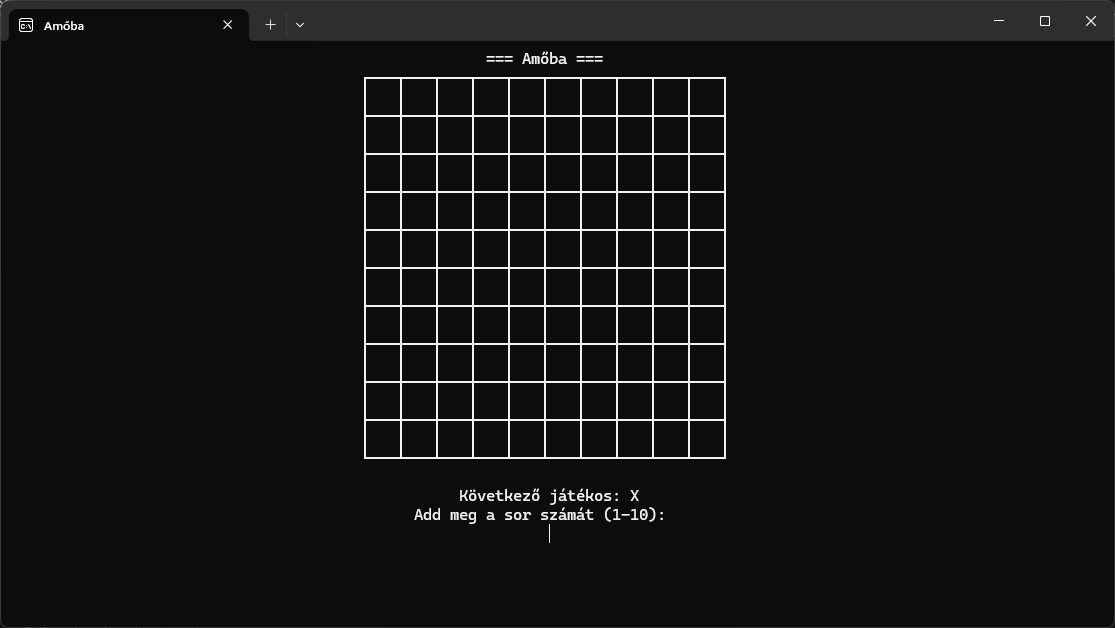 Amőba
=== Amőba ===
Következő játékos: X
Add meg a sor számát (1-10):